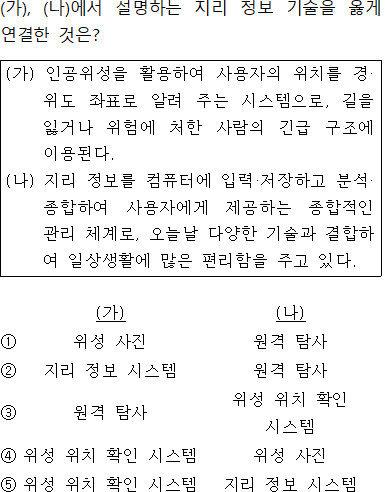 (가), (나)에서 설명하는 지리 정보 기술을 옳게
연결한 것은?
(가) 인공위성을 활용하여 사용자의 위치를 경·
위도 좌표로 알려 주는 시스템으로, 길을
잃거나 위험에 처한 사람의 긴급 구조에
이용된다.
(나) 지리 정보를 컴퓨터에 입력·저장하고 분석·
종합하여 사용자에게 제공하는 종합적인
관리 체계로, 오늘날 다양한 기술과 결합하
여 일상생활에 많은 편리함을 주고 있다.
(가) (나)
① 위성 사진 원격 탐사
② 지리 정보 시스템 원격 탐사
③ 원격 탐사 위성 위치 확인
시스템
④ 위성 위치 확인 시스템 위성 사진
⑤ 위성 위치 확인 시스템 지리 정보 시스템